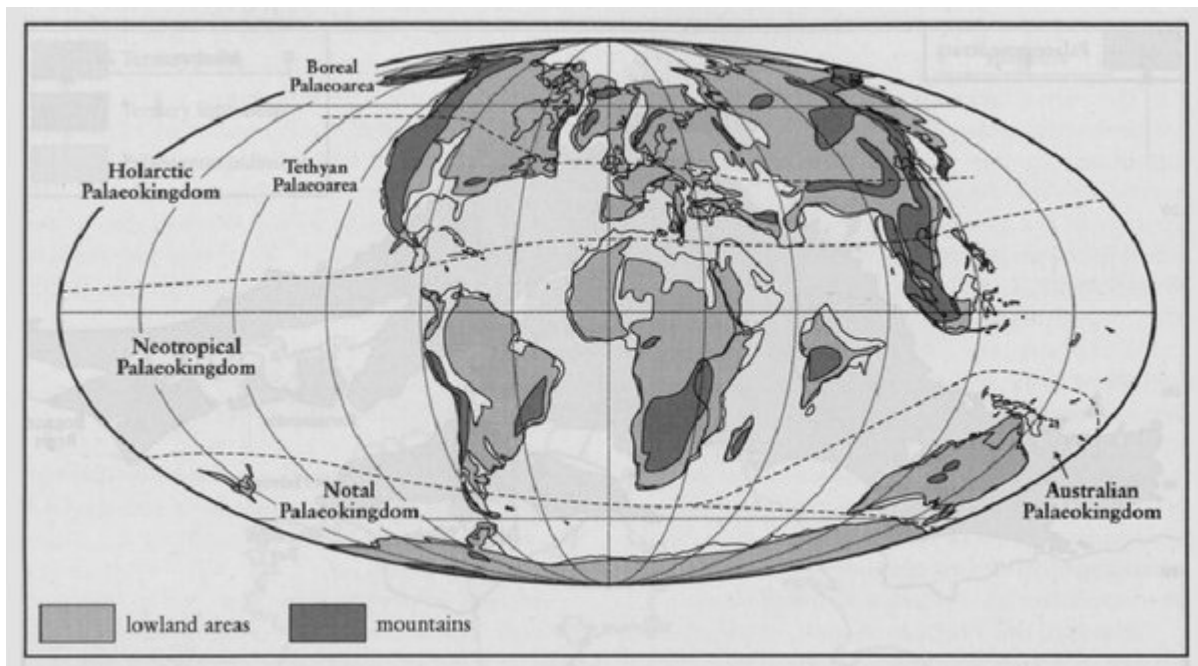 Boreal
Palaeoarea
Holarctic
Palaeokingdom
Tethyan
Palaeoarea
Neotropical
Palaeokingdom
Notal
Palaeokingdom
Australian
Palaeokingdom
lowland areas
mountains